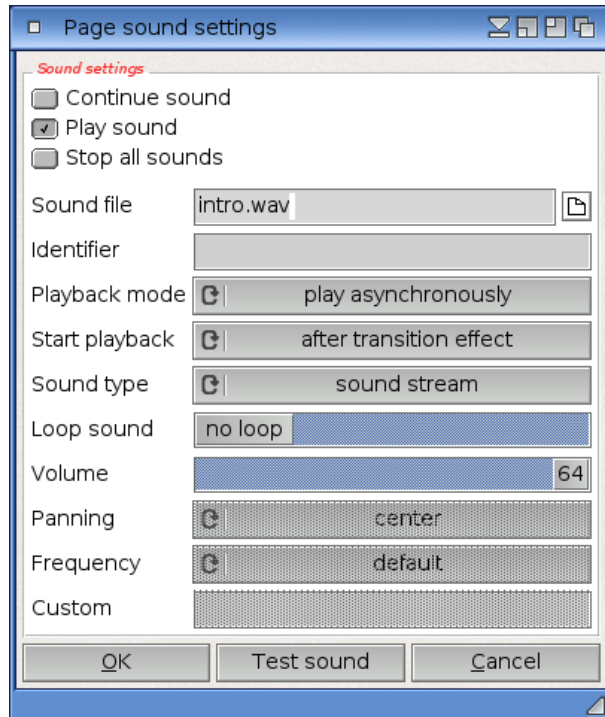 Page sound settings
Sound settings
Continue sound
Play sound
Stop all sounds
Sound file intro.wav
Identifier
Playback mode play asynchronously
Start playback after transition effect
Sound type sound stream
Loop sound no loop
Volume 64
Panning center
Frequency default
Custom
OK Test sound Cancel